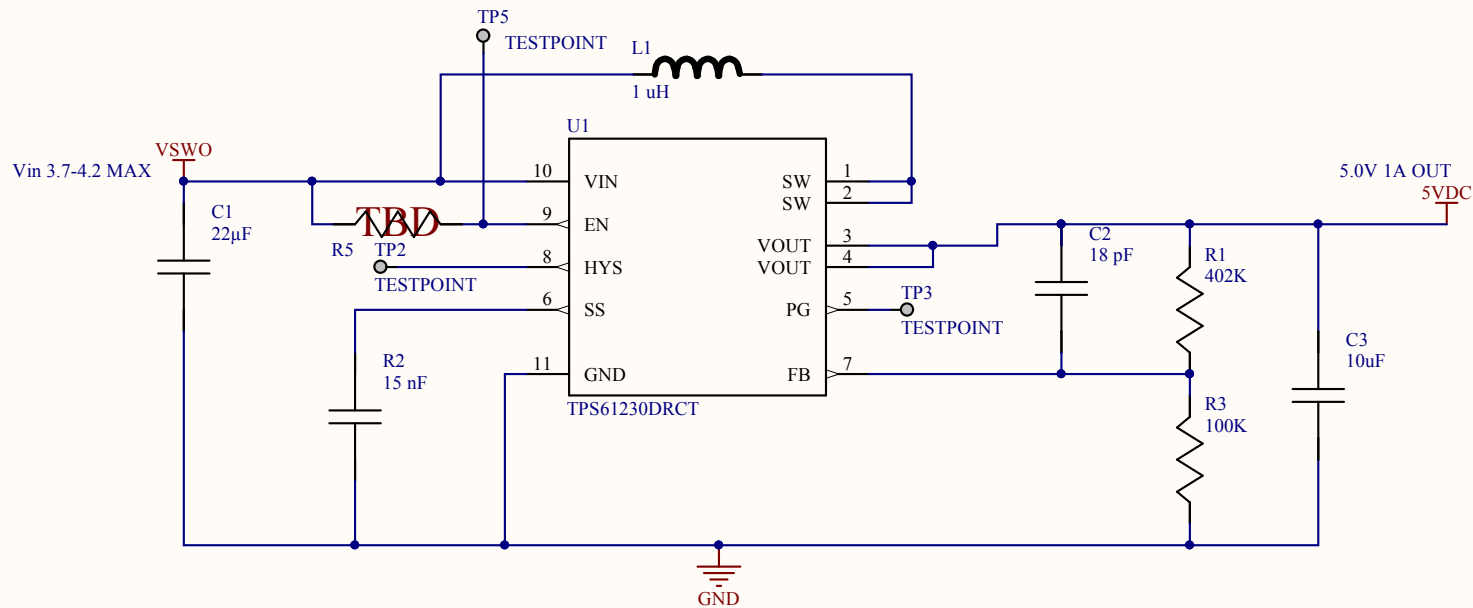 TP5
TESTPOINT
L1
1 uH
U1
Vin 3.7-4.2 MAX
VSWO
10
VIN
SW
1
SW
2
5.0V 1A OUT
5VDC
C1
22µF
TBD
R5
9
EN
TP2
TESTPOINT
8
HYS
VOUT
3
VOUT
4
C2
18 pF
R1
402K
6
SS
PG
5
TP3
TESTPOINT
R2
15 nF
11
GND
FB
7
C3
10uF
TPS61230DRCT
R3
100K
GND